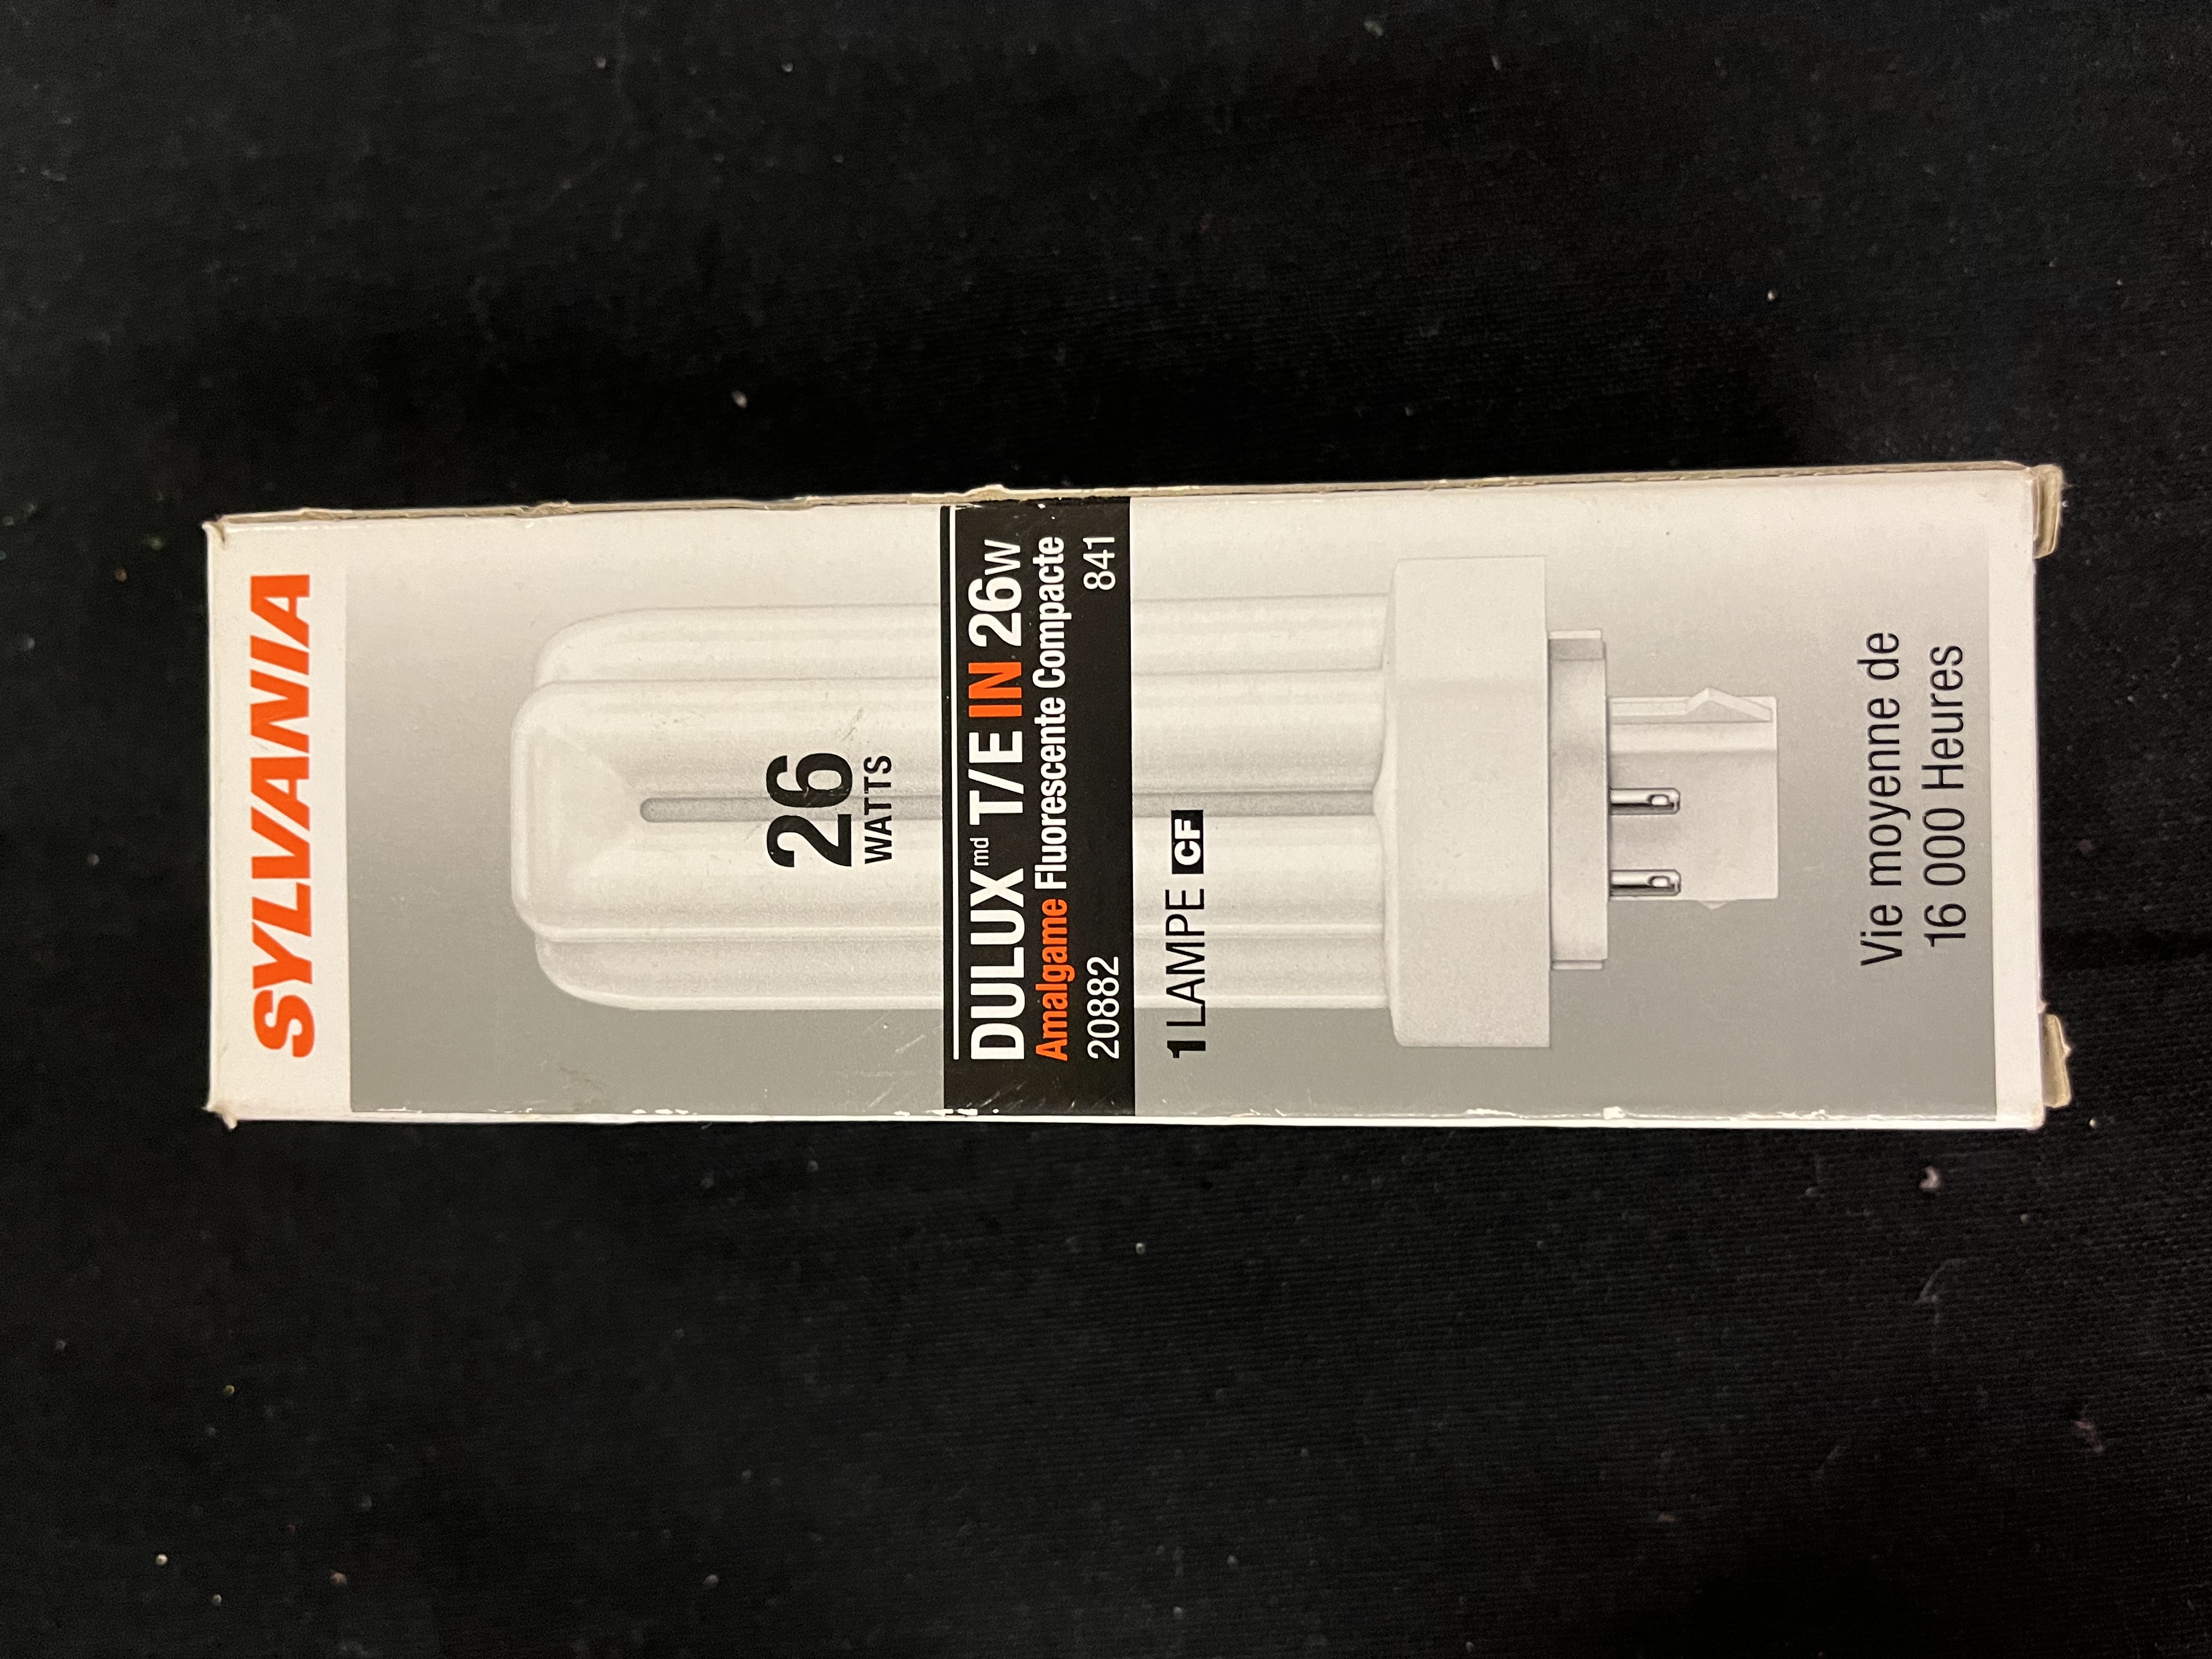 SYLVANIA
26
WATTS
DULUX md T/E IN 26W
Amalgame Fluorescente Compacte
20882 841
1 LAMPE CF
Vie moyenne de
16 000 Heures